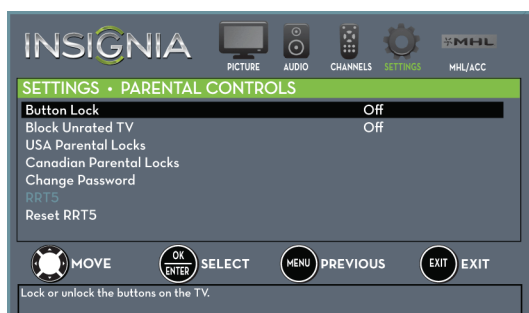 INSIGNIA
PICTURE AUDIO CHANNELS SETTINGS MHL MHL/ACC
SETTINGS • PARENTAL CONTROLS
Button Lock Off
Block Unrated TV Off
USA Parental Locks
Canadian Parental Locks
Change Password
RRT5
Reset RRT5
MOVE OK ENTER SELECT MENU PREVIOUS EXIT EXIT
Lock or unlock the buttons on the TV.